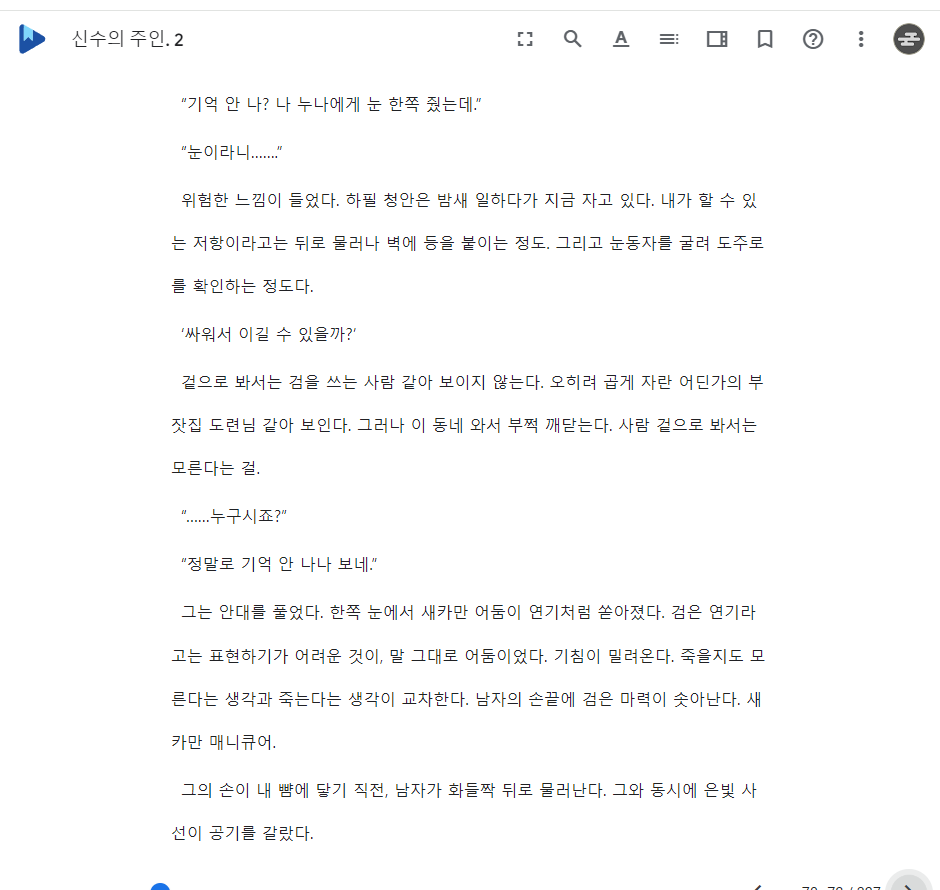 신수의 주인. 2
"기억 안 나? 나 누나에게 눈 한쪽 줬는데."
"눈이라니......."
위험한 느낌이 들었다. 하필 청안은 밤새 일하다가 지금 자고 있다. 내가 할 수 있
는 저항이라고는 뒤로 물러나 벽에 등을 붙이는 정도. 그리고 눈동자를 굴려 도주로
를 확인하는 정도다.
'싸워서 이길 수 있을까?'
겉으로 봐서는 검을 쓰는 사람 같아 보이지 않는다. 오히려 곱게 자란 어딘가의 부
잣집 도련님 같아 보인다. 그러나 이 동네 와서 부쩍 깨닫는다. 사람 겉으로 봐서는
모른다는 걸.
"......누구시죠?"
"정말로 기억 안 나나 보네."
그는 안대를 풀었다. 한쪽 눈에서 새카만 어둠이 연기처럼 쏟아졌다. 검은 연기라
고는 표현하기가 어려운 것이, 말 그대로 어둠이었다. 기침이 밀려온다. 죽을지도 모
른다는 생각과 죽는다는 생각이 교차한다. 남자의 손끝에 검은 마력이 솟아난다. 새
카만 매니큐어.
그의 손이 내 뺨에 닿기 직전, 남자가 화들짝 뒤로 물러난다. 그와 동시에 은빛 사
선이 공기를 갈랐다.